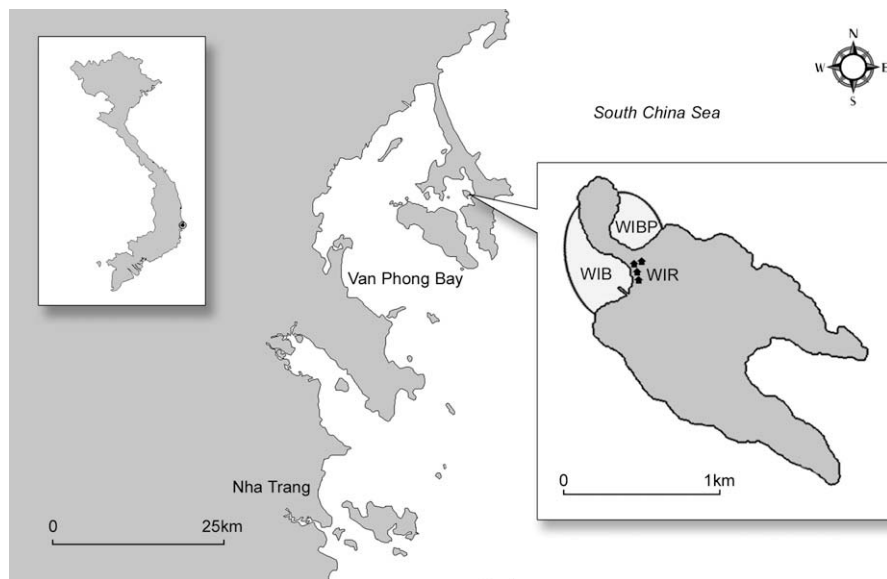 N
W E
S
South China Sea
WIBP
WIB
WIR
Van Phong Bay
Nha Trang
0 25km
0 1km